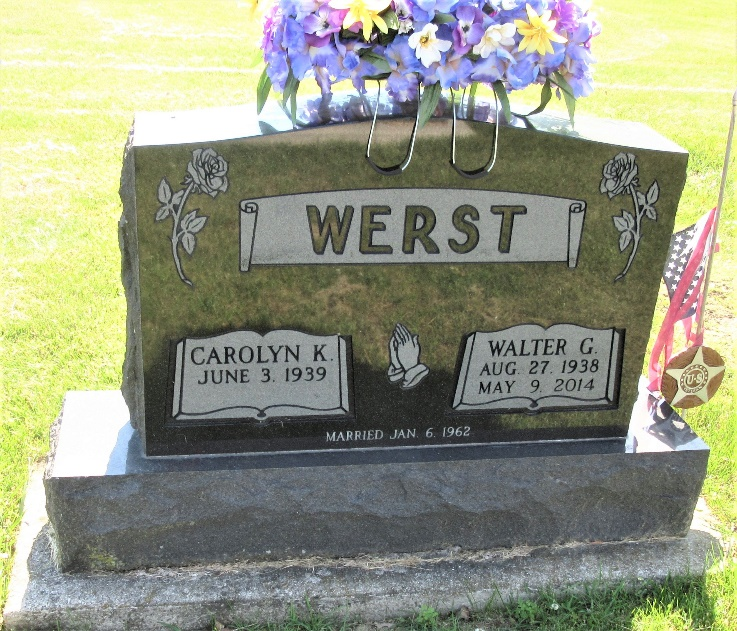 WERST
CAROLYN K.
JUNE 3, 1939
WALTER G.
AUG. 27, 1938
MAY 9, 2014
MARRIED JAN. 6, 1962
U·S